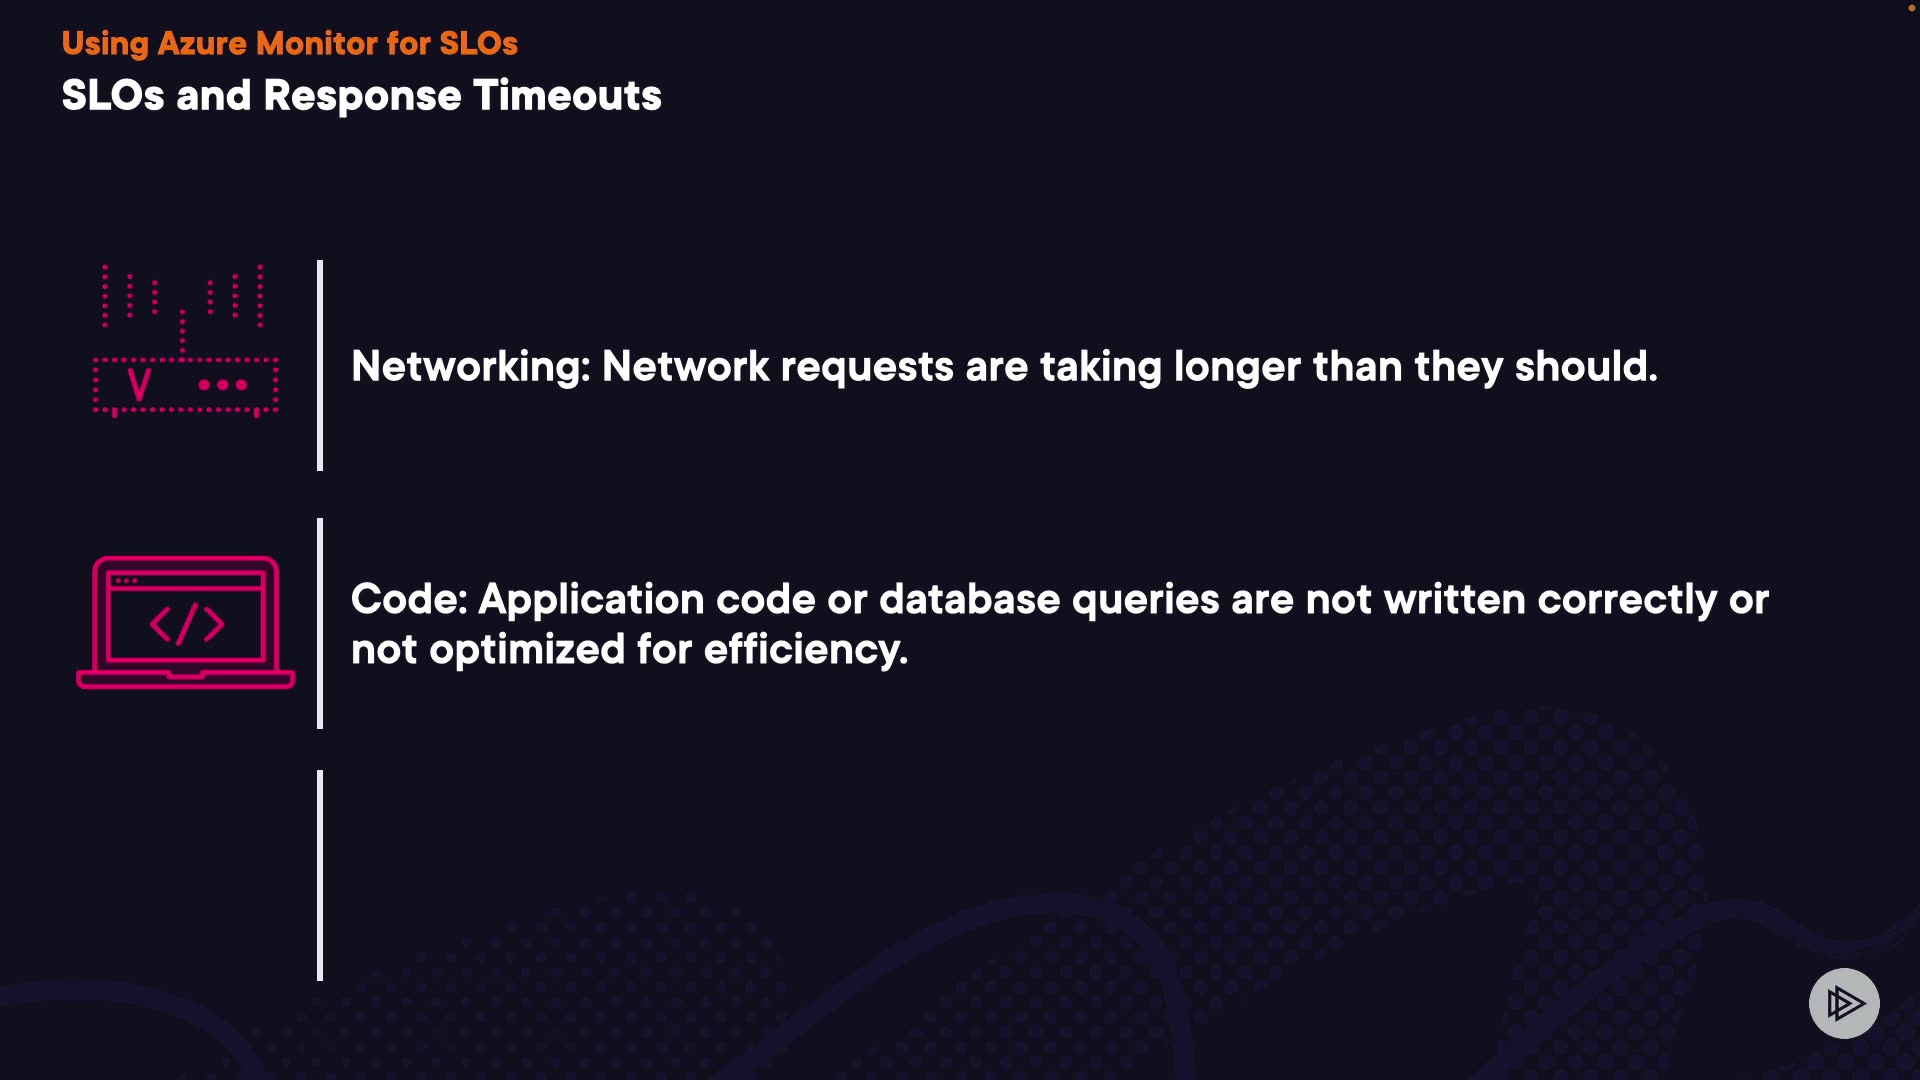 Using Azure Monitor for SLOs
SLOs and Response Timeouts
Networking: Network requests are taking longer than they should.
Code: Application code or database queries are not written correctly or
not optimized for efficiency.